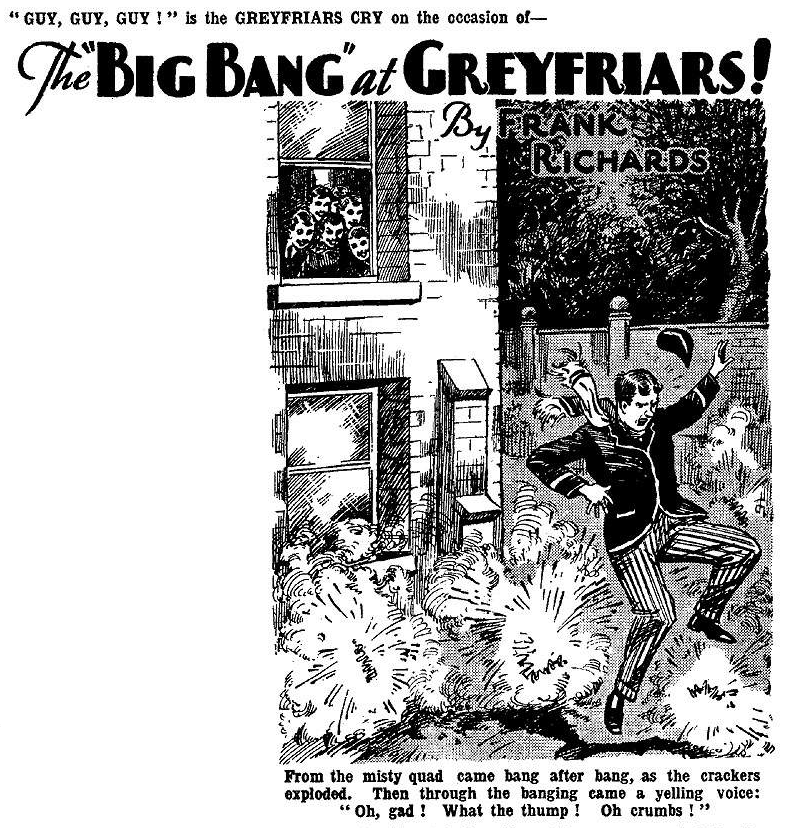 “ GUY, GUY, GUY ! ” is the GREYFRIARS CRY on the occasion of—
The “BIG BANG” at GREYFRIARS!
By FRANK
RICHARDS
From the misty quad came bang after bang, as the crackers
exploded. Then through the banging came a yelling voice:
“ Oh, gad ! What the thump ! Oh crumbs ! ”